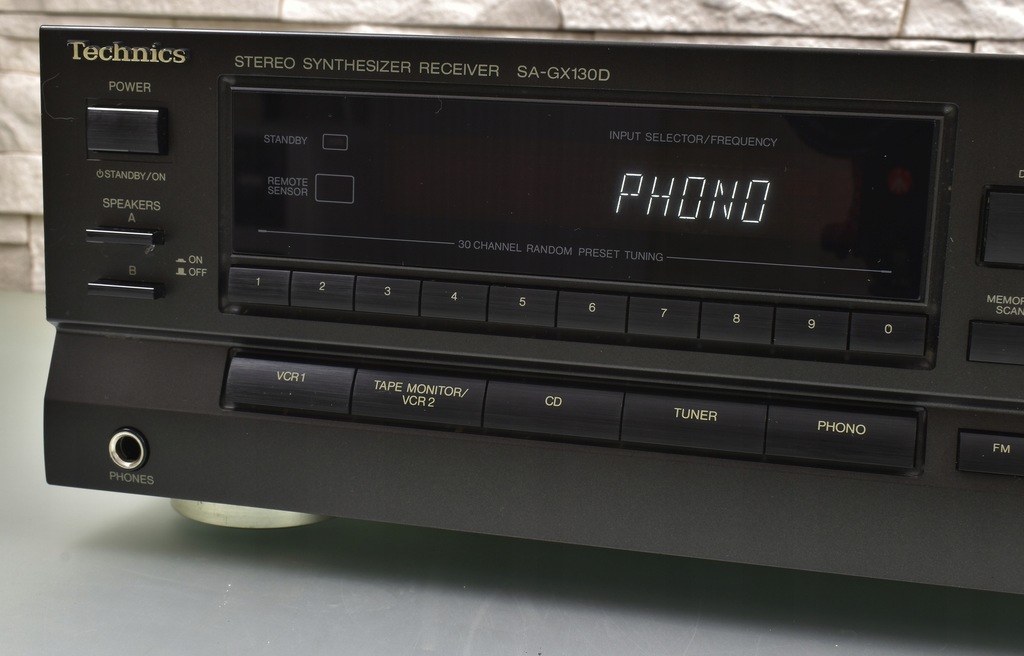 Technics
STEREO SYNTHESIZER RECEIVER SA-GX130D
POWER
STANDBY
INPUT SELECTOR/FREQUENCY
⏻STANDBY/ON
REMOTE
SENSOR
PHONO
SPEAKERS
A
ON
OFF
B
30 CHANNEL RANDOM PRESET TUNING
1 2 3 4 5 6 7 8 9 0
D
MEMOR
SCAN
VCR1
TAPE MONITOR/
VCR 2
CD
TUNER
PHONO
FM
PHONES